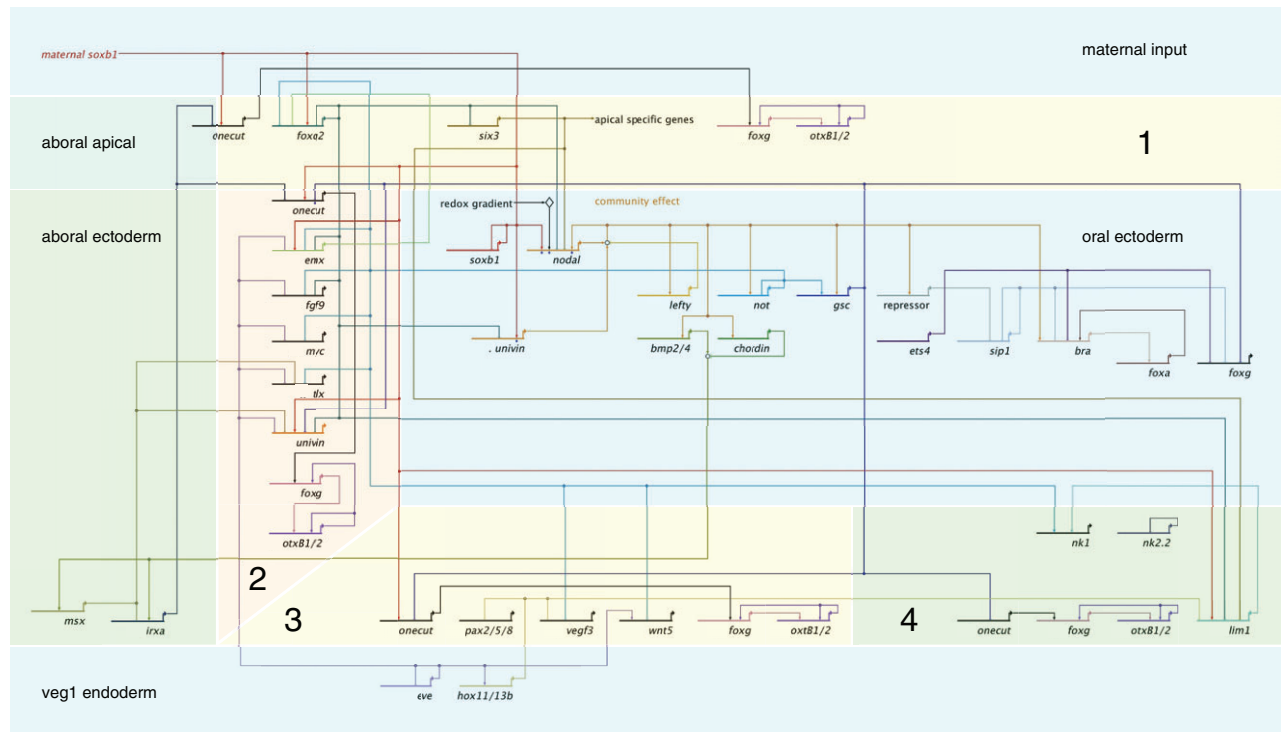 maternal soxb1
maternal input
onecut
foxq2
six3
apical specific genes
foxg
otxB1/2
1
aboral apical
onecut
redox gradient
community effect
aboral ectoderm
oral ectoderm
emx
soxb1
nodal
fgf9
lefty
not
gsc
repressor
univin
bmp2/4
chordin
ets4
sip1
bra
foxa
foxg
tlx
univin
foxg
otxB1/2
nk1
nk2.2
2
3
4
msx
irxa
onecut
pax2/5/8
vegf3
wnt5
foxg
oxtB1/2
onecut
foxg
otxB1/2
lim1
veg1 endoderm
eve
hox11/13b